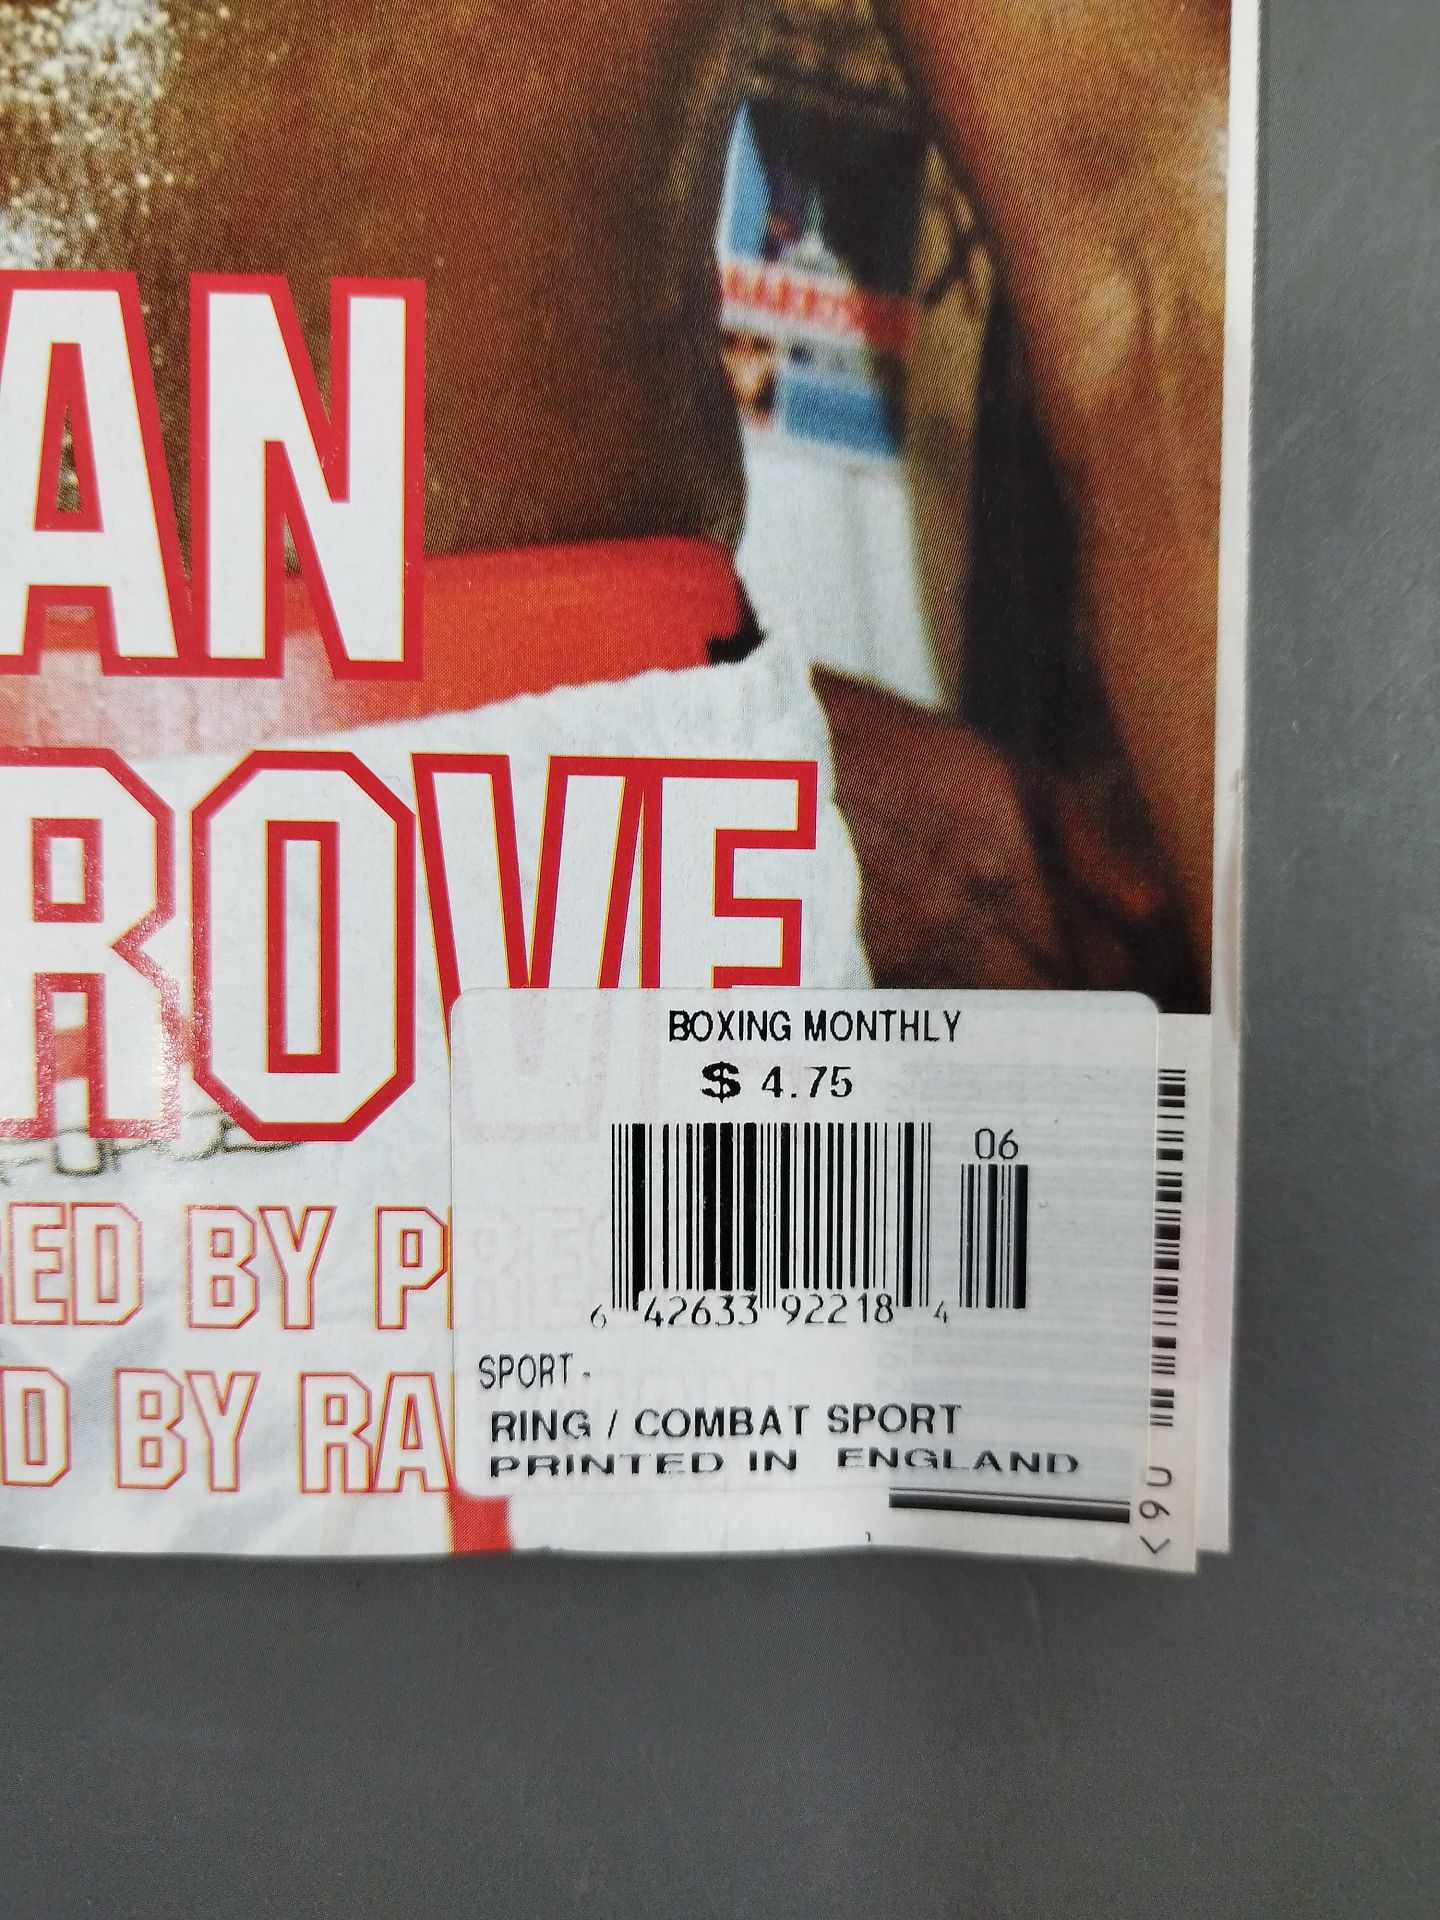 AN
ROVE
ED BY P
D BY RA
BOXING MONTHLY
$ 4.75
06
6 42633 92218 4
SPORT -
RING / COMBAT SPORT
PRINTED IN ENGLAND